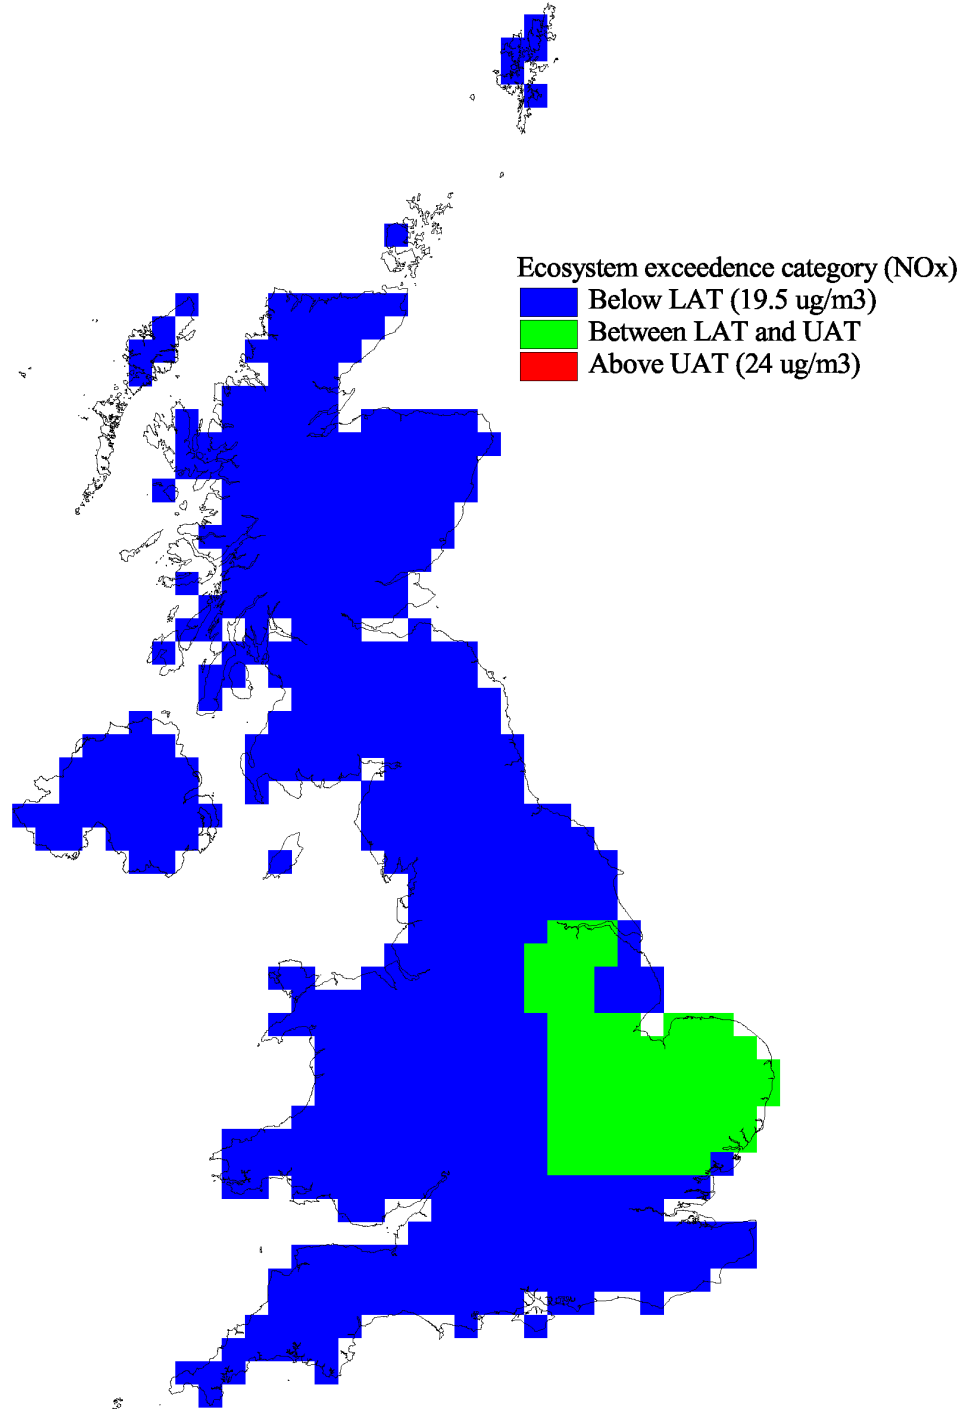 Ecosystem exceedence category (NOx)
Below LAT (19.5 ug/m3)
Between LAT and UAT
Above UAT (24 ug/m3)